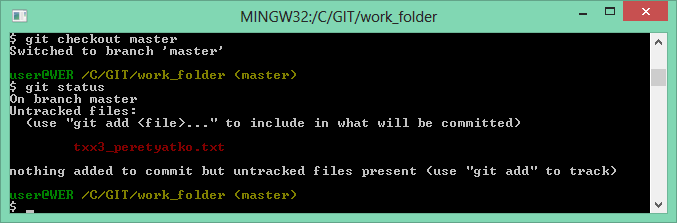 MINGW32:/C/GIT/work_folder
$ git checkout master
Switched to branch 'master'
user@WER /C/GIT/work_folder (master)
$ git status
On branch master
Untracked files:
(use "git add <file>..." to include in what will be committed)
txx3_peretyatko.txt
nothing added to commit but untracked files present (use "git add" to track)
user@WER /C/GIT/work_folder (master)
$